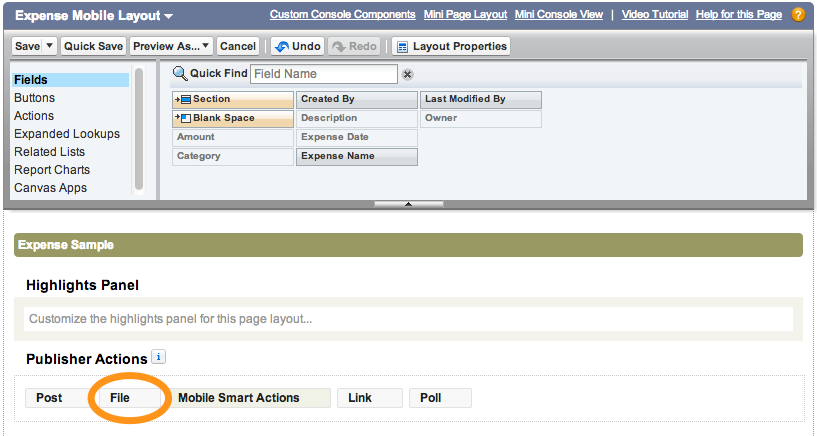 Expense Mobile Layout
Custom Console Components Mini Page Layout Mini Console View | Video Tutorial Help for this Page ?
Save Quick Save Preview As... Cancel Undo Redo Layout Properties
Fields
Buttons
Actions
Expanded Lookups
Related Lists
Report Charts
Canvas Apps
Quick Find Field Name
Section Created By Last Modified By
Blank Space Description Owner
Amount Expense Date
Category Expense Name
Expense Sample
Highlights Panel
Customize the highlights panel for this page layout...
Publisher Actions i
Post File Mobile Smart Actions Link Poll